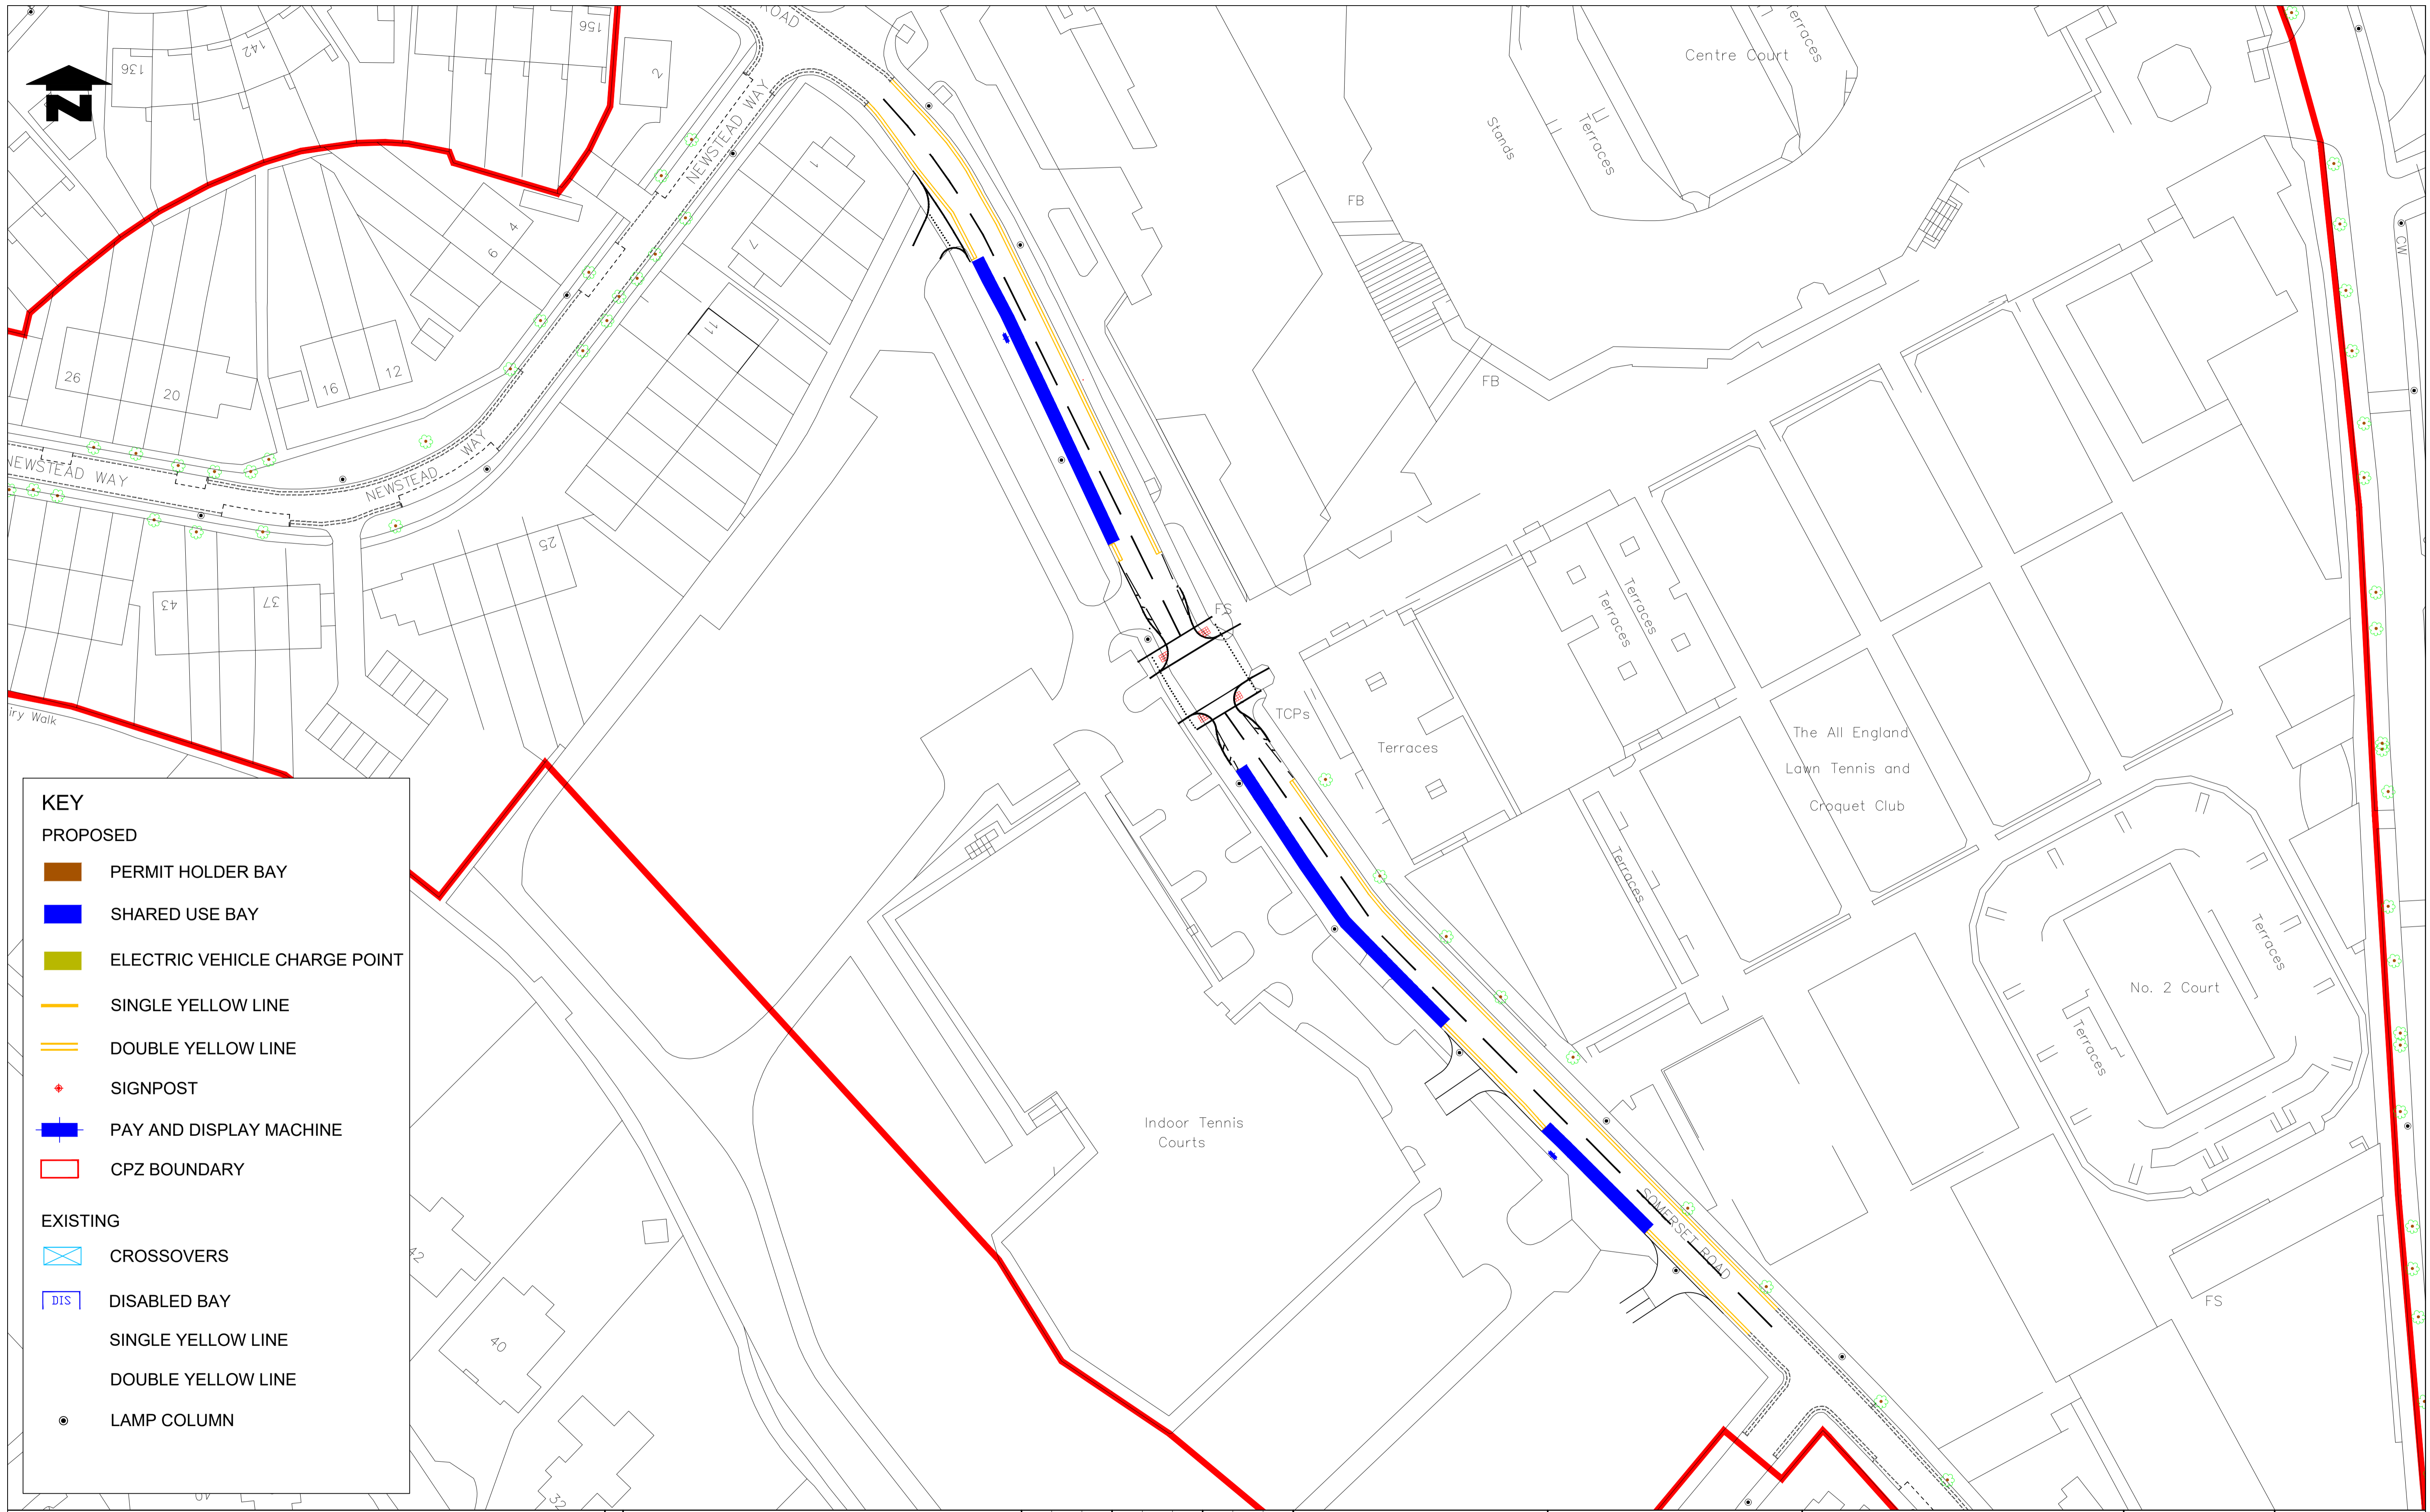 ROAD
156
142
136
2
N
Centre Court
Terraces
Stands
Terraces
FB
NEWSTEAD WAY
1
7
4
6
11
FB
CW
26
20
16
12
NEWSTEAD WAY
NEWSTEAD WAY
25
43
37
FS
Terraces
Terraces
TCPs
Terraces
The All England
Lawn Tennis and
Croquet Club
Terraces
Terraces
No. 2 Court
Terraces
iry Walk
KEY
PROPOSED
PERMIT HOLDER BAY
SHARED USE BAY
ELECTRIC VEHICLE CHARGE POINT
SINGLE YELLOW LINE
DOUBLE YELLOW LINE
SIGNPOST
PAY AND DISPLAY MACHINE
CPZ BOUNDARY
EXISTING
CROSSOVERS
DIS DISABLED BAY
SINGLE YELLOW LINE
DOUBLE YELLOW LINE
LAMP COLUMN
Indoor Tennis
Courts
SOMERSET ROAD
FS
42
40
32